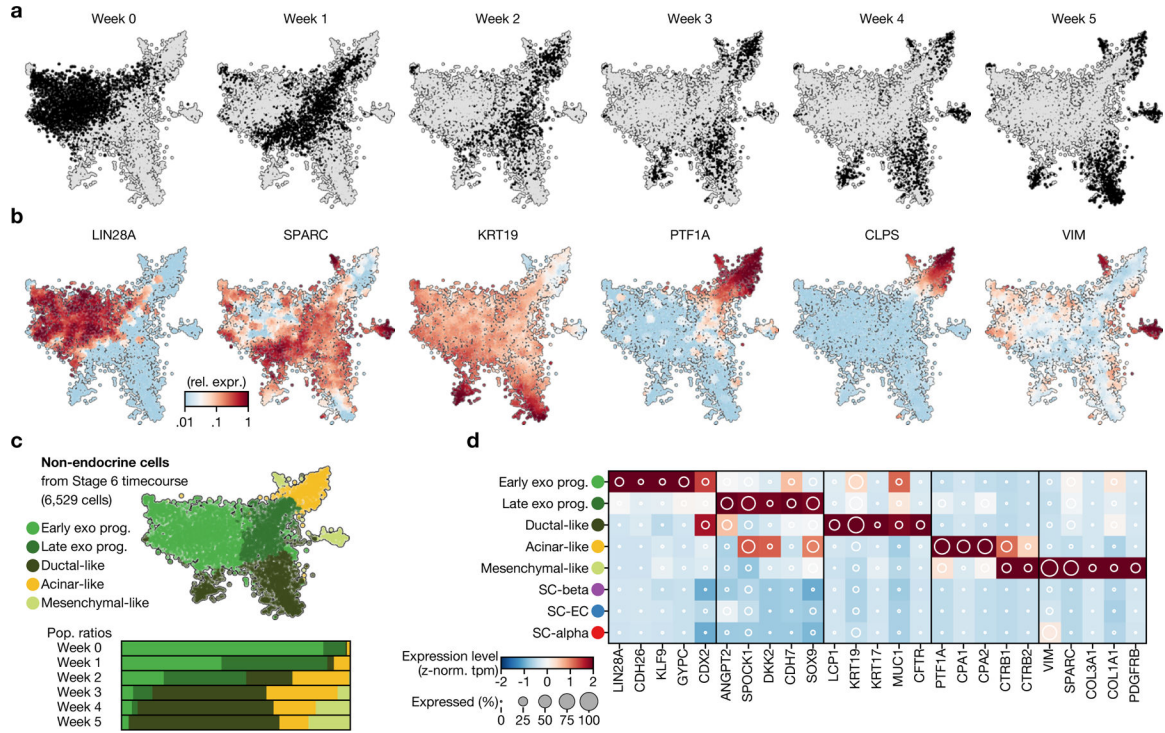 a
Week 0 Week 1 Week 2 Week 3 Week 4 Week 5
b
LIN28A SPARC KRT19 PTF1A CLPS VIM
(rel. expr.)
.01 .1 1
c
Non-endocrine cells
from Stage 6 timecourse
(6,529 cells)
Early exo prog.
Late exo prog.
Ductal-like
Acinar-like
Mesenchymal-like
Pop. ratios
Week 0
Week 1
Week 2
Week 3
Week 4
Week 5
d
Early exo prog.
Late exo prog.
Ductal-like
Acinar-like
Mesenchymal-like
SC-beta
SC-EC
SC-alpha
LIN28A
CDH26
KLF9
GYPC
CDX2
ANGPT2
SPOCK1
DKK2
CDH7
SOX9
LCP1
KRT19
KRT17
MUC1
CFTR
PTF1A
CPA1
CPA2
CTRB1
CTRB2
VIM
SPARC
COL3A1
COL1A1
PDGFRB
Expression level
(z-norm. tpm)
-2 -1 0 1 2
Expressed (%)
0 25 50 75 100